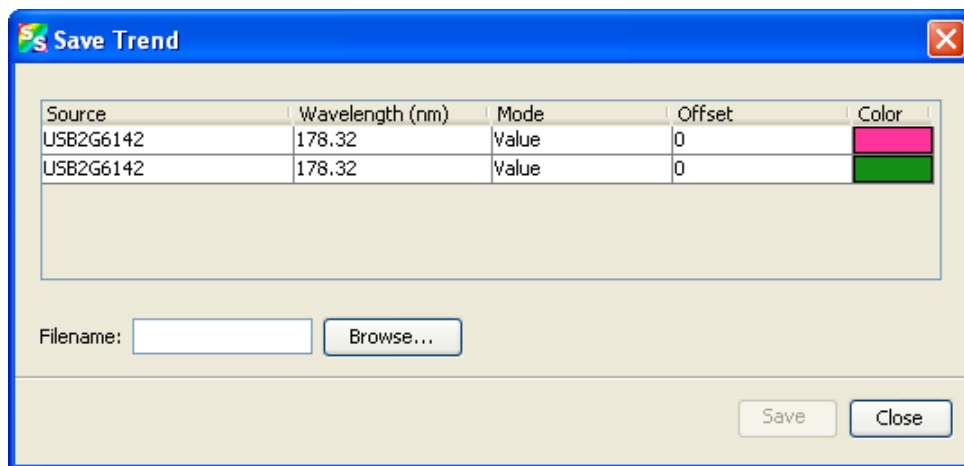 SS Save Trend
Source Wavelength (nm) Mode Offset Color
USB2G6142 178.32 Value 0
USB2G6142 178.32 Value 0
Filename: Browse...
Save Close